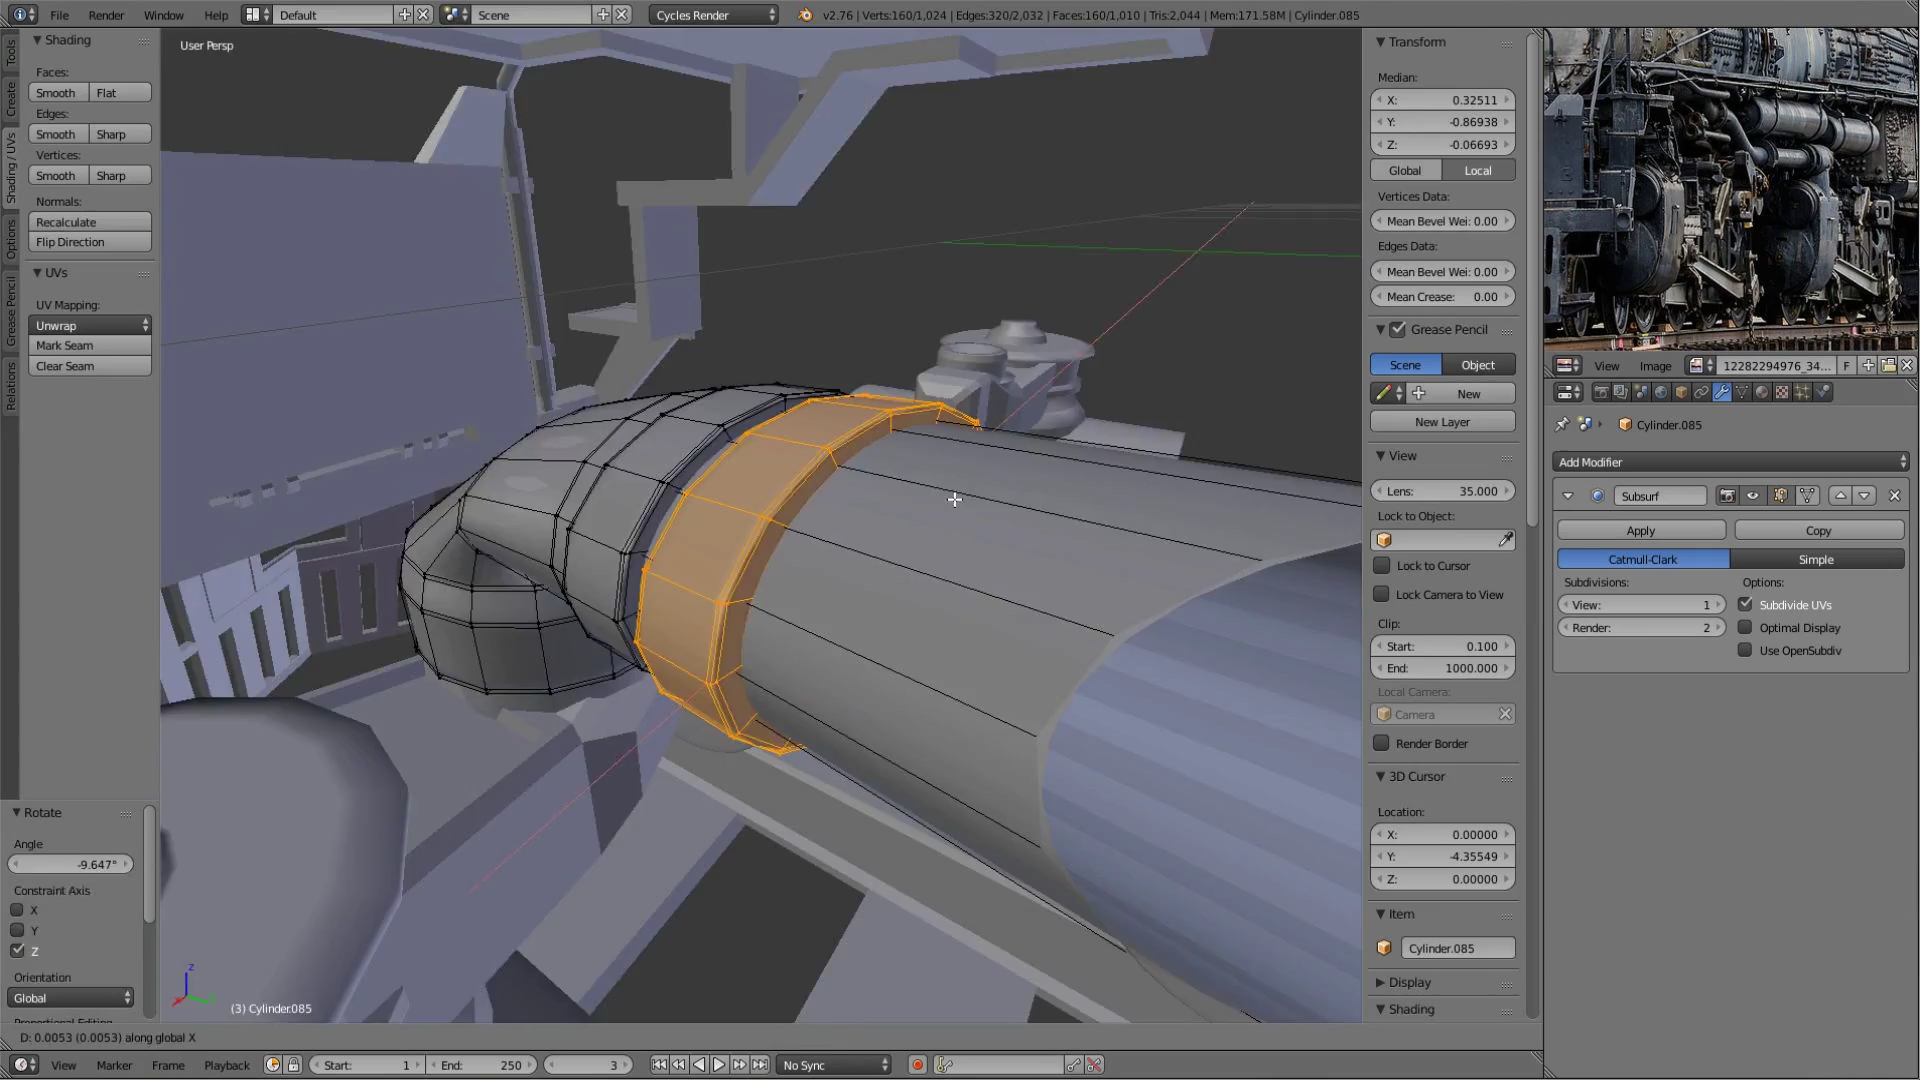 File Render Window Help Default Scene Cycles Render v2.76 | Verts:160/1,024 | Edges:320/2,032 | Faces:160/1,010 | Tris:2,044 | Mem:171.58M | Cylinder.085
Tools
Create
Shading / UVs
Options
Grease Pencil
Relations
Shading
Faces:
Smooth Flat
Edges:
Smooth Sharp
Vertices:
Smooth Sharp
Normals:
Recalculate
Flip Direction
UVs
UV Mapping:
Unwrap
Mark Seam
Clear Seam
Rotate
Angle
-9.647°
Constraint Axis
X
Y
Z
Orientation
Global
Proportional Editing
User Persp
z
(3) Cylinder.085
D: 0.0053 (0.0053) along global X
Transform
Median:
X: 0.32511
Y: -0.86938
Z: -0.06693
Global Local
Vertices Data:
Mean Bevel Wei: 0.00
Edges Data:
Mean Bevel Wei: 0.00
Mean Crease: 0.00
Grease Pencil
Scene Object
New
New Layer
View
Lens: 35.000
Lock to Object:
Lock to Cursor
Lock Camera to View
Clip:
Start: 0.100
End: 1000.000
Local Camera:
Camera
Render Border
3D Cursor
Location:
X: 0.00000
Y: -4.35549
Z: 0.00000
Item
Cylinder.085
Display
Shading
View Image 12282294976_34... F
Cylinder.085
Add Modifier
Subsurf
Apply Copy
Catmull-Clark Simple
Subdivisions: Options:
View: 1 Subdivide UVs
Render: 2 Optimal Display
Use OpenSubdiv
View Marker Frame Playback Start: 1 End: 250 3 No Sync